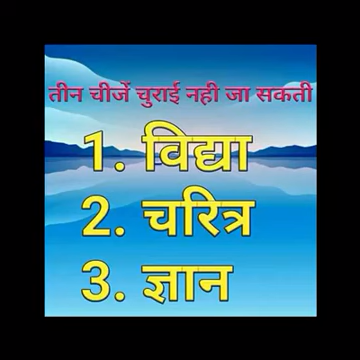 तीन चीजें चुराई नही जा सकती
1. विद्या
2. चरित्र
3. ज्ञान